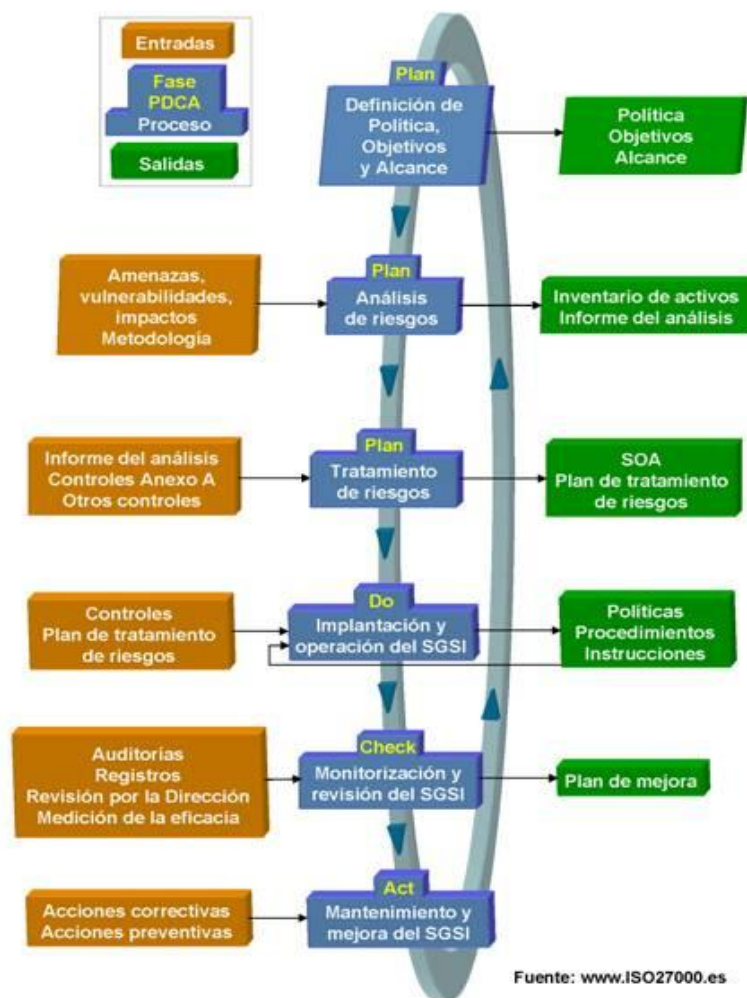 Entradas
Fase
PDCA
Proceso
Salidas
Plan
Definición de
Política,
Objetivos
y Alcance
Política
Objetivos
Alcance
Amenazas,
vulnerabilidades,
impactos
Metodología
Plan
Análisis
de riesgos
Inventario de activos
Informe del análisis
Informe del análisis
Controles Anexo A
Otros controles
Plan
Tratamiento
de riesgos
SOA
Plan de tratamiento
de riesgos
Controles
Plan de tratamiento
de riesgos
Do
Implantación y
operación del SGSI
Políticas
Procedimientos
Instrucciones
Auditorías
Registros
Revisión por la Dirección
Medición de la eficacia
Check
Monitorización y
revisión del SGSI
Plan de mejora
Acciones correctivas
Acciones preventivas
Act
Mantenimiento y
mejora del SGSI
Fuente: www.ISO27000.es